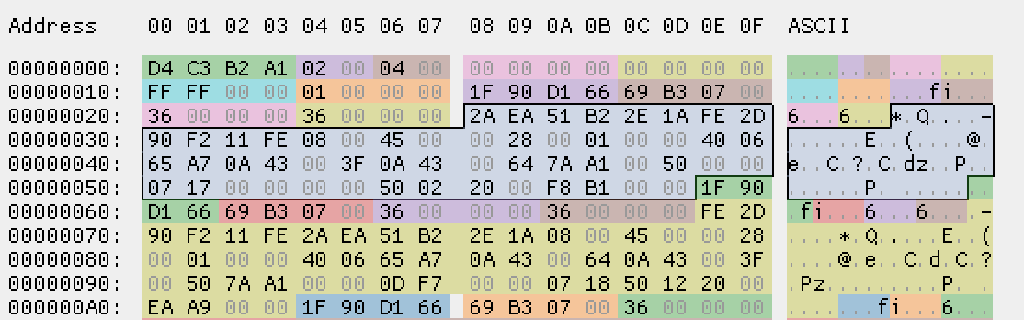 Address 00 01 02 03 04 05 06 07 08 09 0A 0B 0C 0D 0E 0F ASCII
00000000: D4 C3 B2 A1 02 00 04 00 00 00 00 00 00 00 00 00 ................
00000010: FF FF 00 00 01 00 00 00 1F 90 D1 66 69 B3 07 00 ...........fi...
00000020: 36 00 00 00 36 00 00 00 2A EA 51 B2 2E 1A FE 2D 6...6...*.Q....-
00000030: 90 F2 11 FE 08 00 45 00 00 28 00 01 00 00 40 06 ......E..(....@.
00000040: 65 A7 0A 43 00 3F 0A 43 00 64 7A A1 00 50 00 00 e..C.?.C.dz..P..
00000050: 07 17 00 00 00 00 50 02 20 00 F8 B1 00 00 1F 90 ......P. .......
00000060: D1 66 69 B3 07 00 36 00 00 00 36 00 00 00 FE 2D .fi...6...6....-
00000070: 90 F2 11 FE 2A EA 51 B2 2E 1A 08 00 45 00 00 28 ....*.Q.....E..(
00000080: 00 01 00 00 40 06 65 A7 0A 43 00 64 0A 43 00 3F ....@.e..C.d.C.?
00000090: 00 50 7A A1 00 00 0D F7 00 00 07 18 50 12 20 00 .Pz.........P. .
000000A0: EA A9 00 00 1F 90 D1 66 69 B3 07 00 36 00 00 00 .......fi...6...